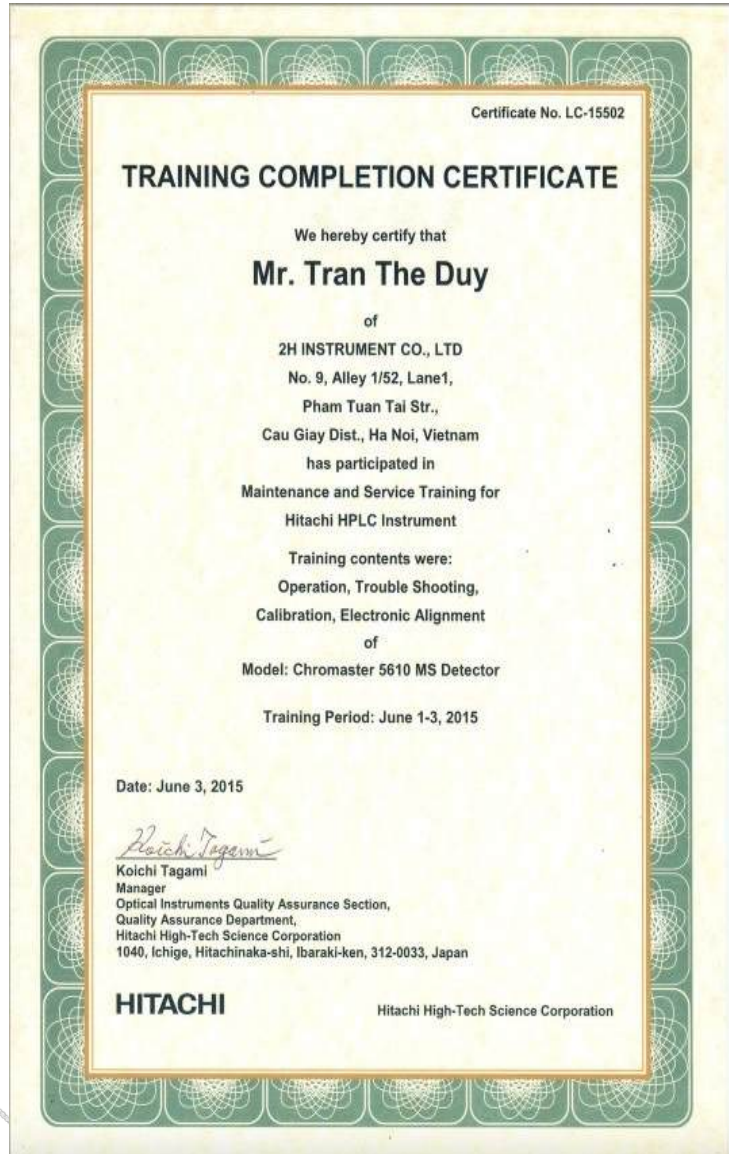 Certificate No. LC-15502
TRAINING COMPLETION CERTIFICATE
We hereby certify that
Mr. Tran The Duy
of
2H INSTRUMENT CO., LTD
No. 9, Alley 1/52, Lane1,
Pham Tuan Tai Str.,
Cau Giay Dist., Ha Noi, Vietnam
has participated in
Maintenance and Service Training for
Hitachi HPLC Instrument
Training contents were:
Operation, Trouble Shooting,
Calibration, Electronic Alignment
of
Model: Chromaster 5610 MS Detector
Training Period: June 1-3, 2015
Date: June 3, 2015
Koichi Tagami
Koichi Tagami
Manager
Optical Instruments Quality Assurance Section,
Quality Assurance Department,
Hitachi High-Tech Science Corporation
1040, Ichige, Hitachinaka-shi, Ibaraki-ken, 312-0033, Japan
HITACHI
Hitachi High-Tech Science Corporation